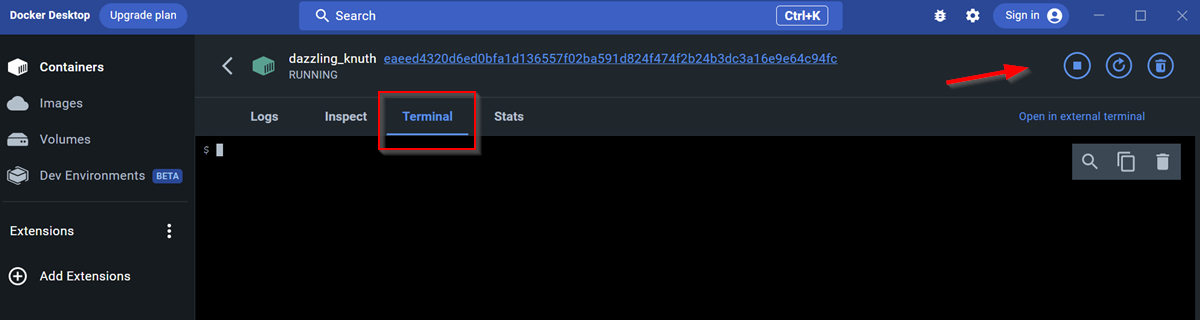 Docker Desktop Upgrade plan Search Ctrl+K Sign in
Containers
Images
Volumes
Dev Environments BETA
Extensions
Add Extensions
dazzling_knuth eaeed4320d6ed0bfa1d136557f02ba591d824f474f2b24b3dc3a16e9e64c94fc
RUNNING
Logs Inspect Terminal Stats Open in external terminal
$